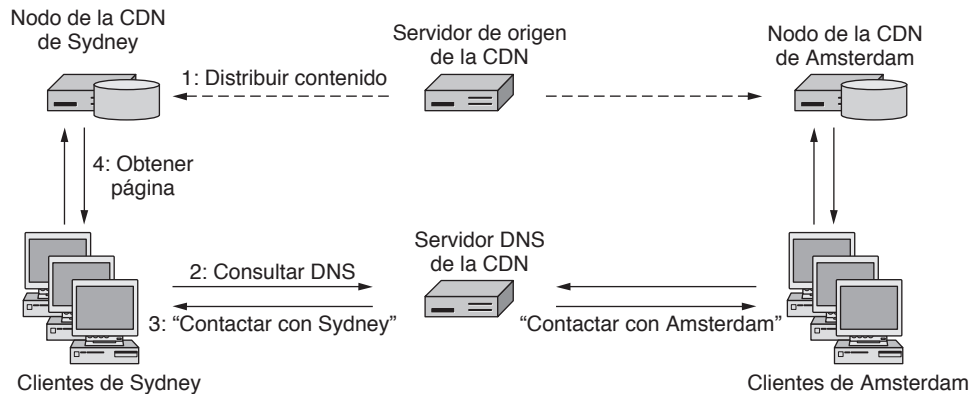 Nodo de la CDN
de Sydney
Servidor de origen
de la CDN
Nodo de la CDN
de Amsterdam
1: Distribuir contenido
4: Obtener
página
Servidor DNS
de la CDN
2: Consultar DNS
3: “Contactar con Sydney”
“Contactar con Amsterdam”
Clientes de Sydney
Clientes de Amsterdam